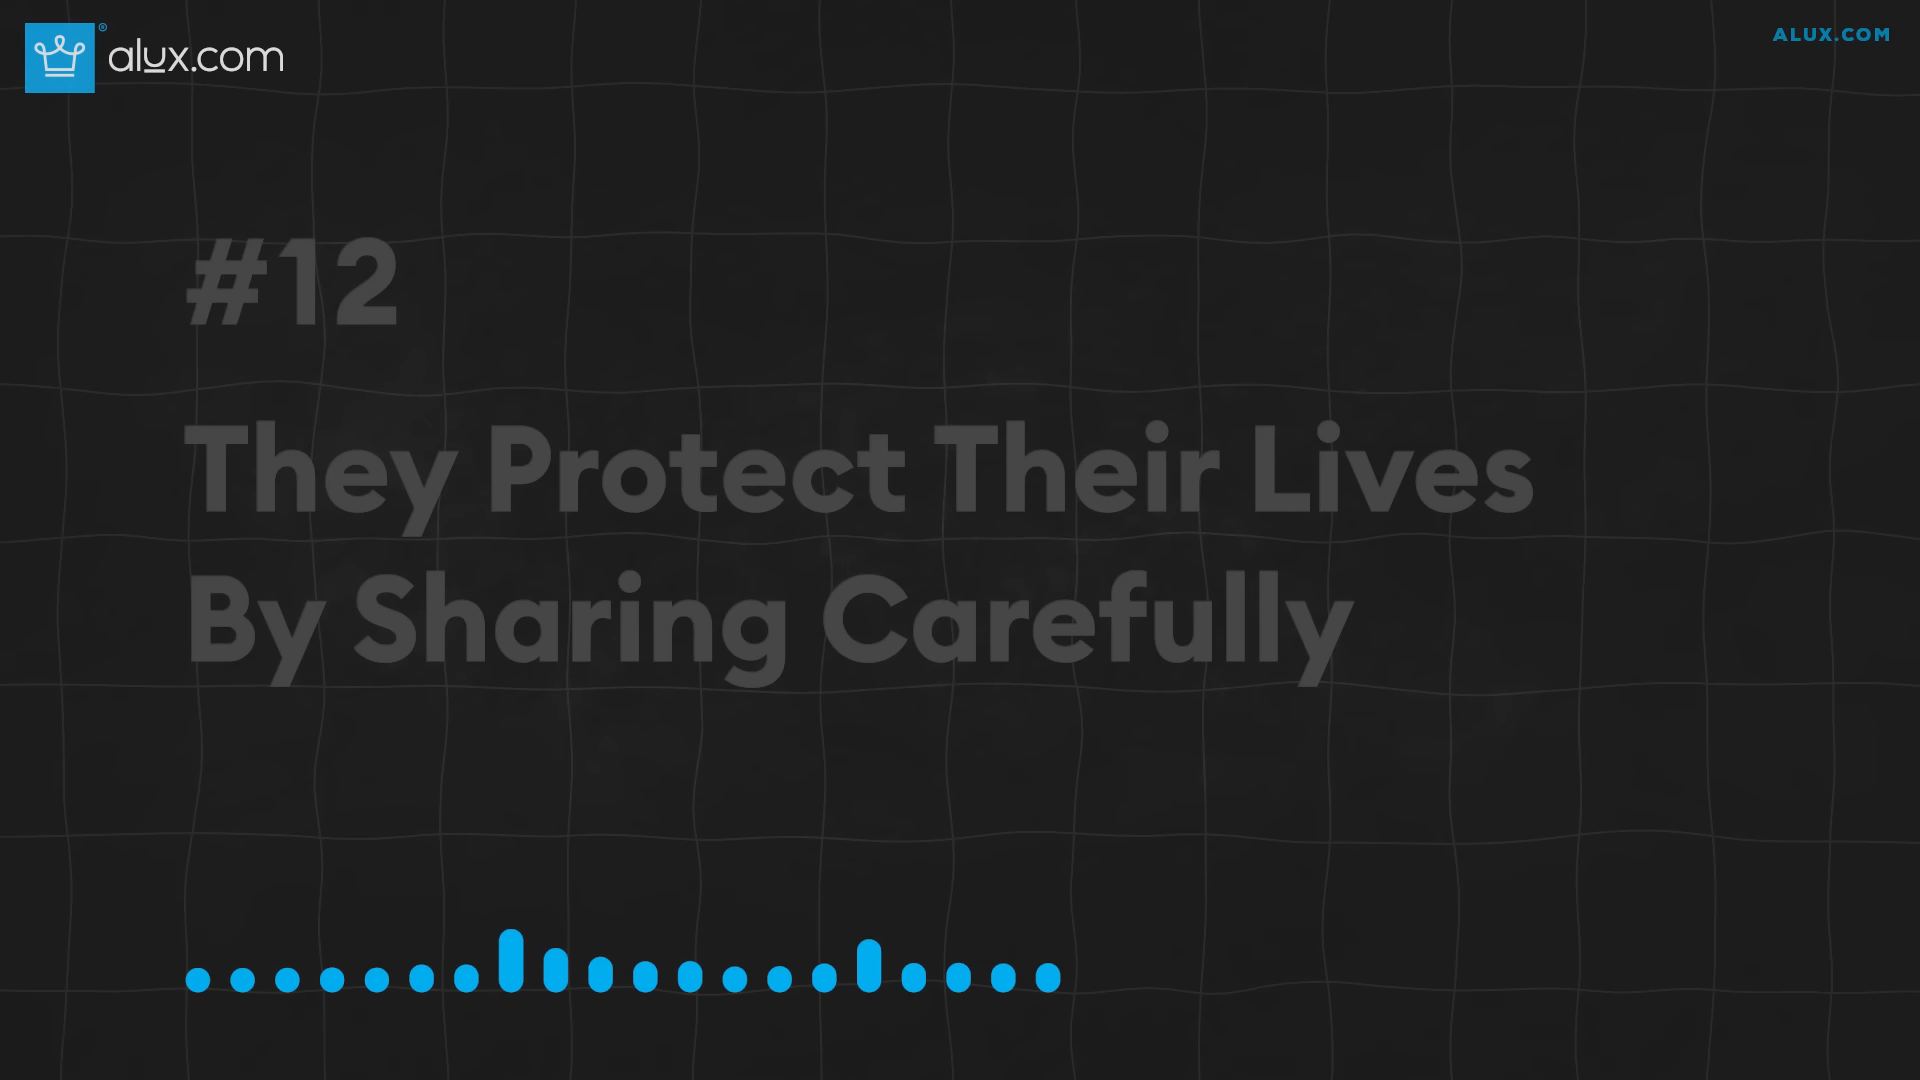 alux.com
ALUX.COM
#12
They Protect Their Lives
By Sharing Carefully